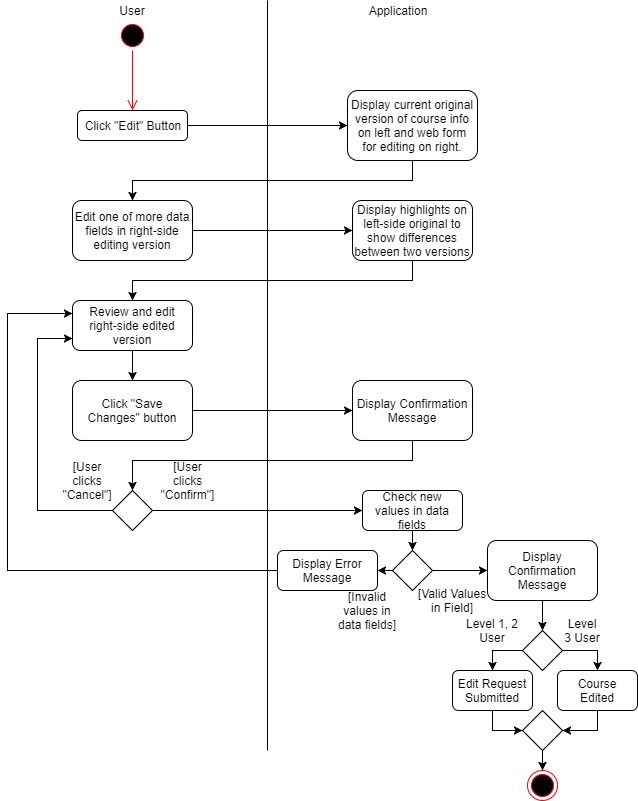 User
Application
Click "Edit" Button
Display current original
version of course info
on left and web form
for editing on right.
Edit one of more data
fields in right-side
editing version
Display highlights on
left-side original to
show differences
between two versions
Review and edit
right-side edited
version
Click "Save
Changes" button
Display Confirmation
Message
[User
clicks
"Cancel"]
[User
clicks
"Confirm"]
Check new
values in data
fields
Display Error
Message
Display
Confirmation
Message
[Invalid
values in
data fields]
[Valid Values
in Field]
Level 1, 2
User
Level
3 User
Edit Request
Submitted
Course
Edited